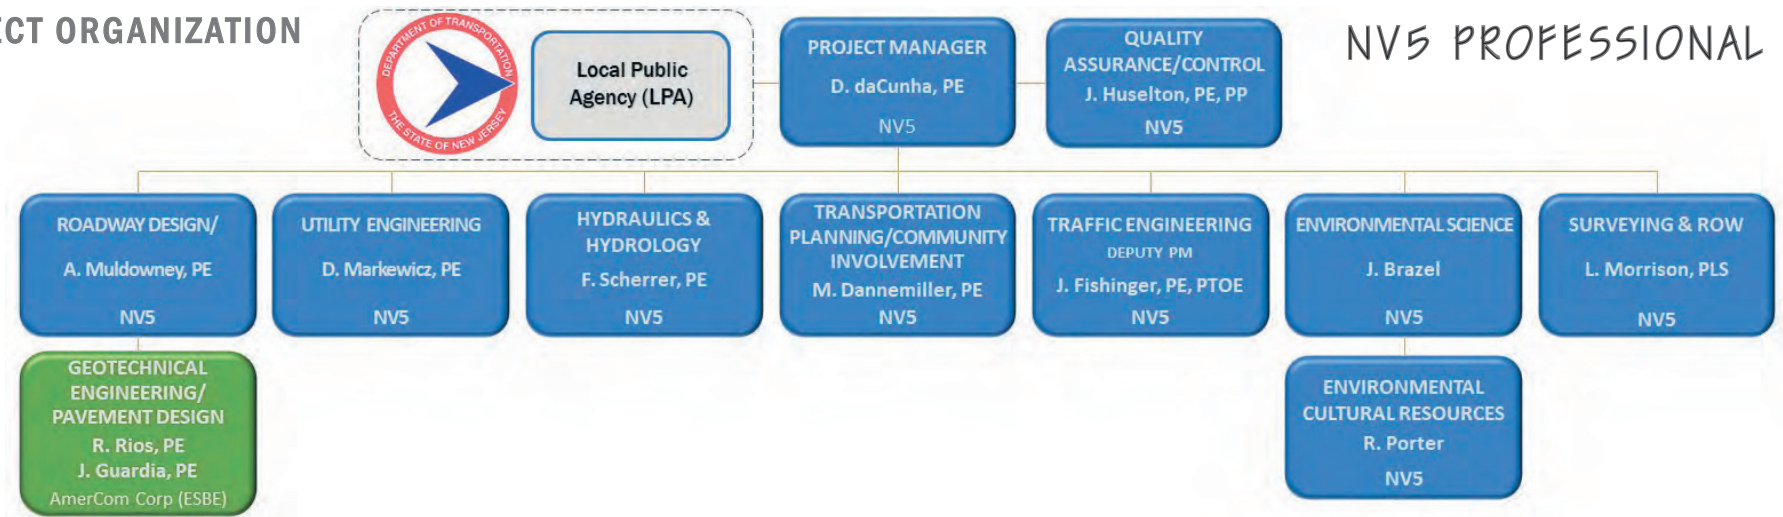 ECT ORGANIZATION
DEPARTMENT OF TRANSPORTATION
THE STATE OF NEW JERSEY
Local Public
Agency (LPA)
PROJECT MANAGER
D. daCunha, PE
NV5
QUALITY
ASSURANCE/CONTROL
J. Huselton, PE, PP
NV5
NV5 PROFESSIONAL
ROADWAY DESIGN/
A. Muldowney, PE
NV5
UTILITY ENGINEERING
D. Markewicz, PE
NV5
HYDRAULICS &
HYDROLOGY
F. Scherrer, PE
NV5
TRANSPORTATION
PLANNING/COMMUNITY
INVOLVEMENT
M. Dannemiller, PE
NV5
TRAFFIC ENGINEERING
DEPUTY PM
J. Fishinger, PE, PTOE
NV5
ENVIRONMENTAL SCIENCE
J. Brazel
NV5
SURVEYING & ROW
L. Morrison, PLS
NV5
GEOTECHNICAL
ENGINEERING/
PAVEMENT DESIGN
R. Rios, PE
J. Guardia, PE
AmerCom Corp (ESBE)
ENVIRONMENTAL
CULTURAL RESOURCES
R. Porter
NV5